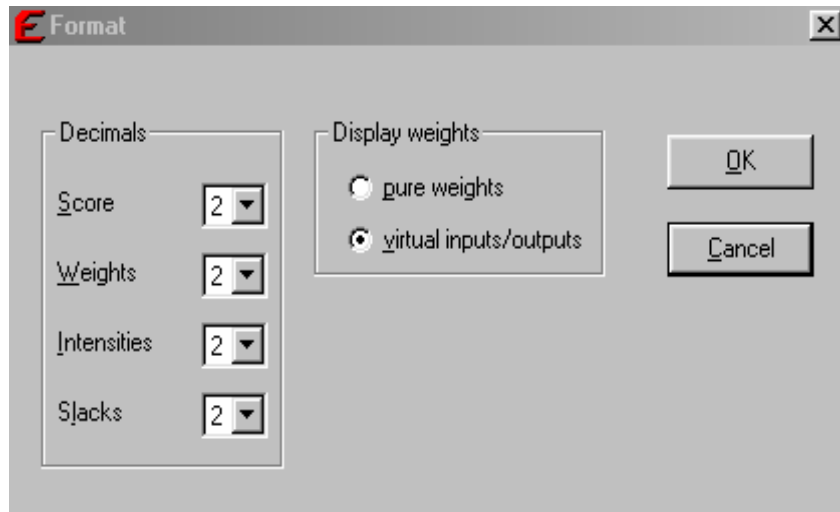 Format
Decimals
Score 2
Weights 2
Intensities 2
Slacks 2
Display weights
pure weights
virtual inputs/outputs
OK
Cancel